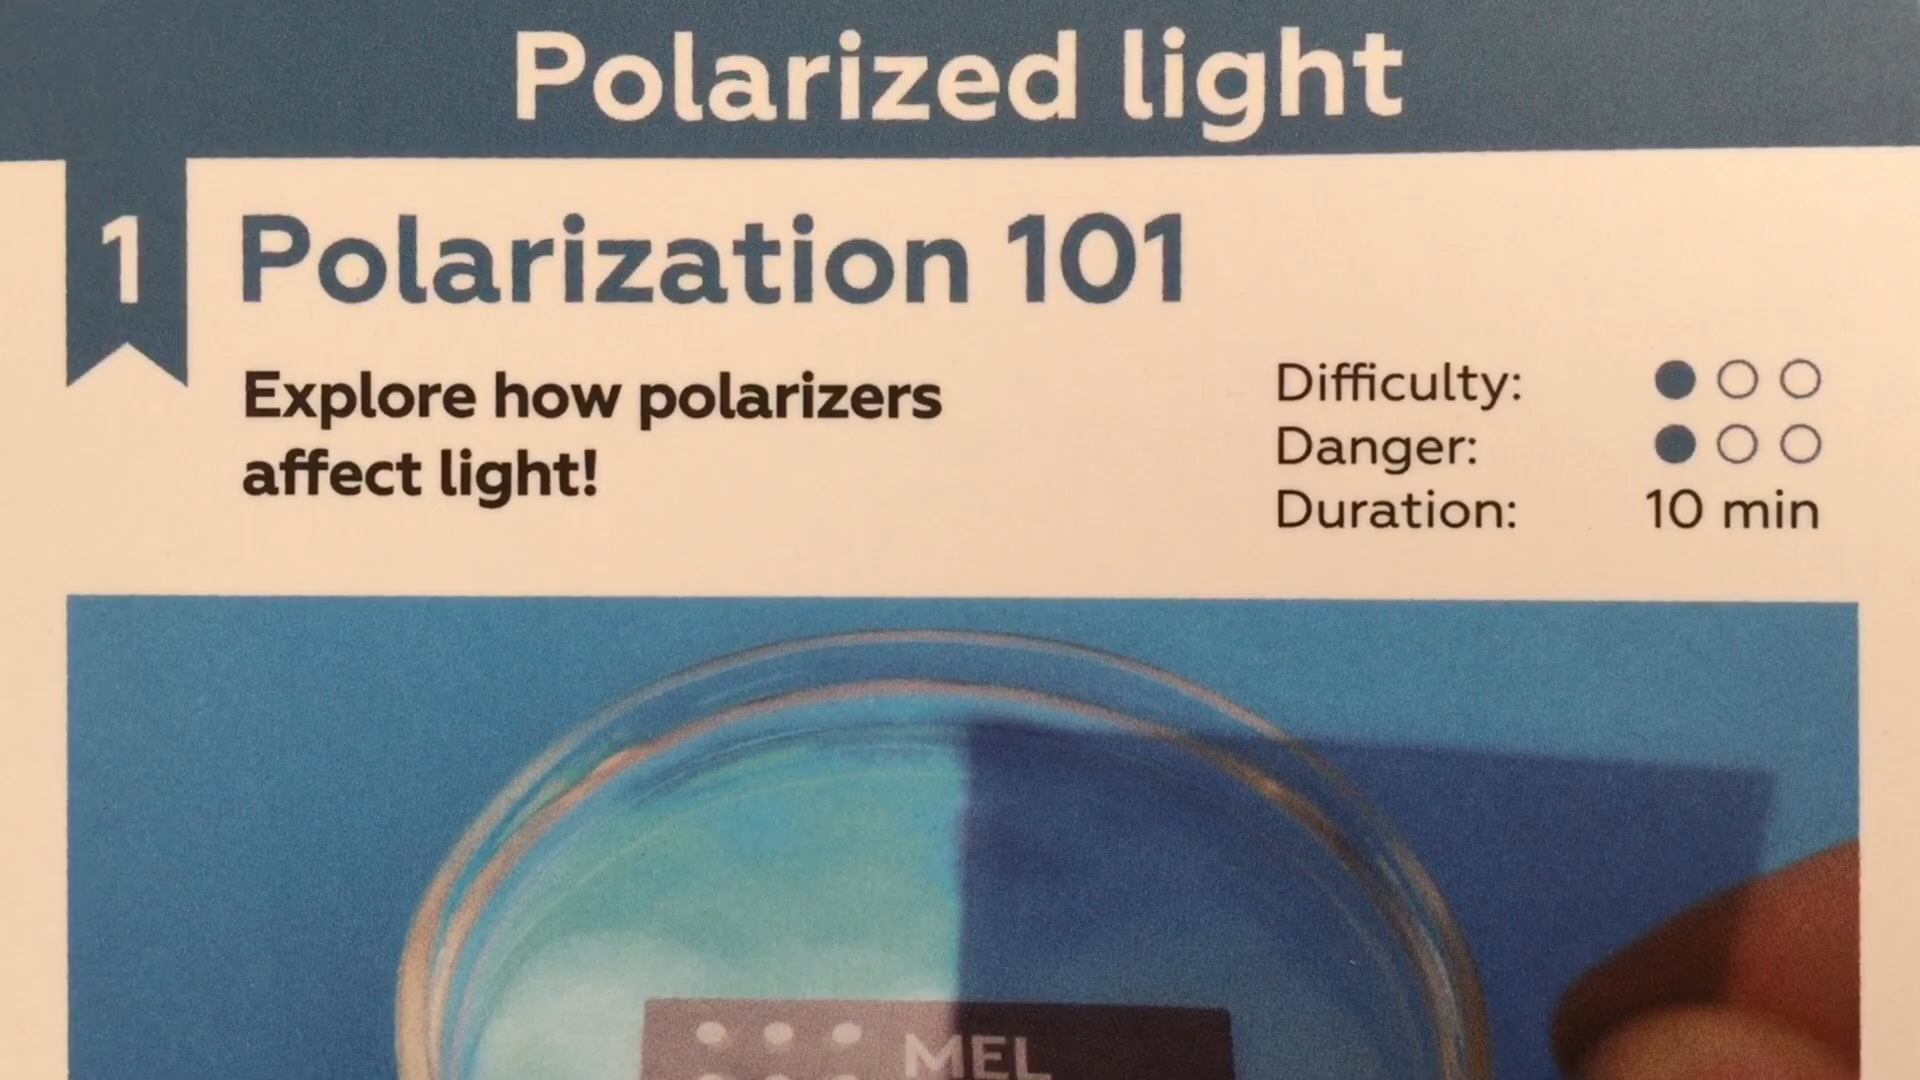 Polarized light
1 Polarization 101
Explore how polarizers
affect light!
Difficulty:
Danger:
Duration: 10 min
MEL